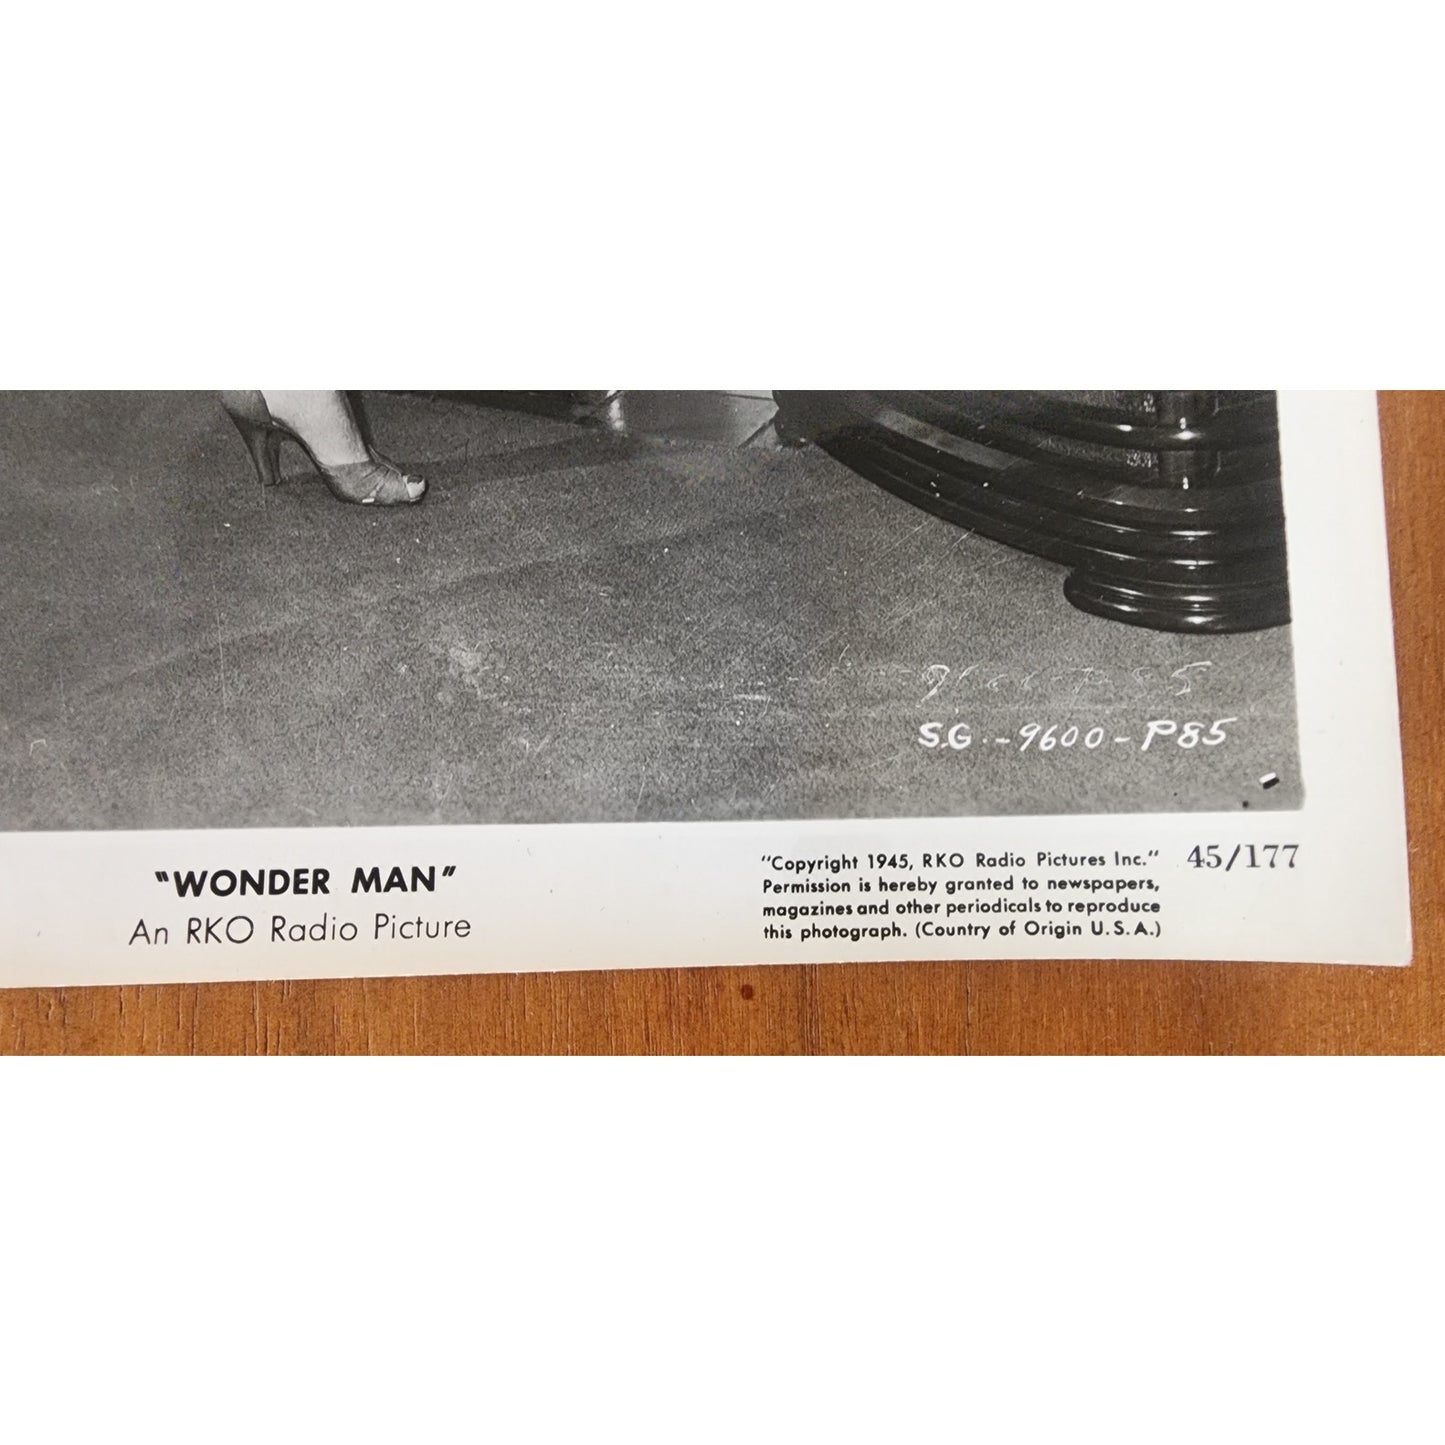 S.G.-9600-P85
"WONDER MAN"
An RKO Radio Picture
"Copyright 1945, RKO Radio Pictures Inc."
Permission is hereby granted to newspapers,
magazines and other periodicals to reproduce
this photograph. (Country of Origin U.S.A.)
45/177